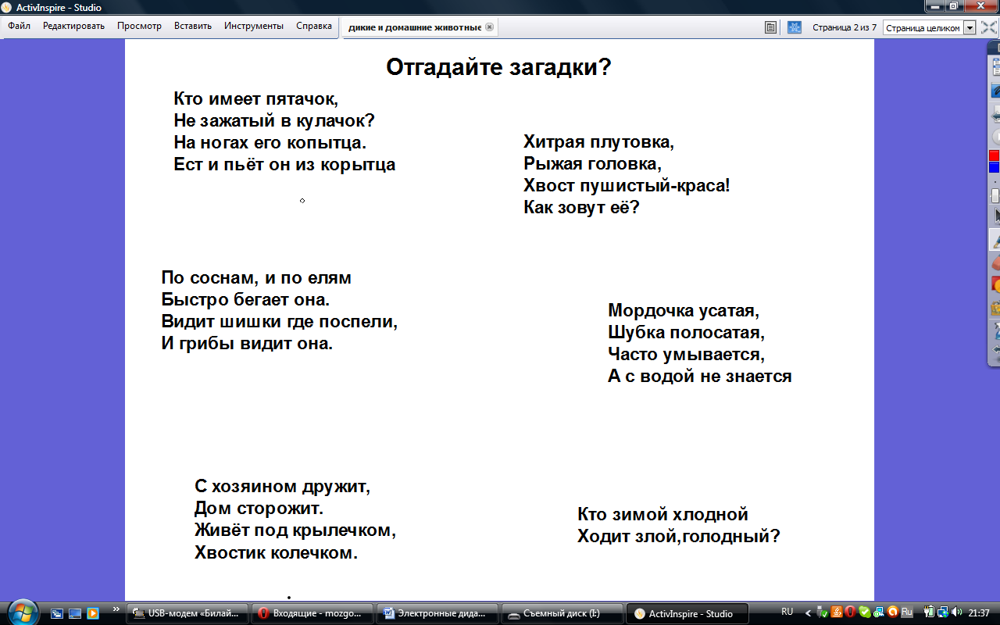 ActivInspire - Studio
Файл Редактировать Просмотр Вставить Инструменты Справка
дикие и домашние животные
Страница 2 из 7 Страница целиком
Отгадайте загадки?
Кто имеет пятачок,
Не зажатый в кулачок?
На ногах его копытца.
Ест и пьёт он из корытца
Хитрая плутовка,
Рыжая головка,
Хвост пушистый-краса!
Как зовут её?
По соснам, и по елям
Быстро бегает она.
Видит шишки где поспели,
И грибы видит она.
Мордочка усатая,
Шубка полосатая,
Часто умывается,
А с водой не знается
С хозяином дружит,
Дом сторожит.
Живёт под крылечком,
Хвостик колечком.
Кто зимой хлодной
Ходит злой,голодный?
USB-модем «Билай... Входящие - mozgo... Электронные дида... Съемный диск (I:) ActivInspire - Studio RU Ru 21:37